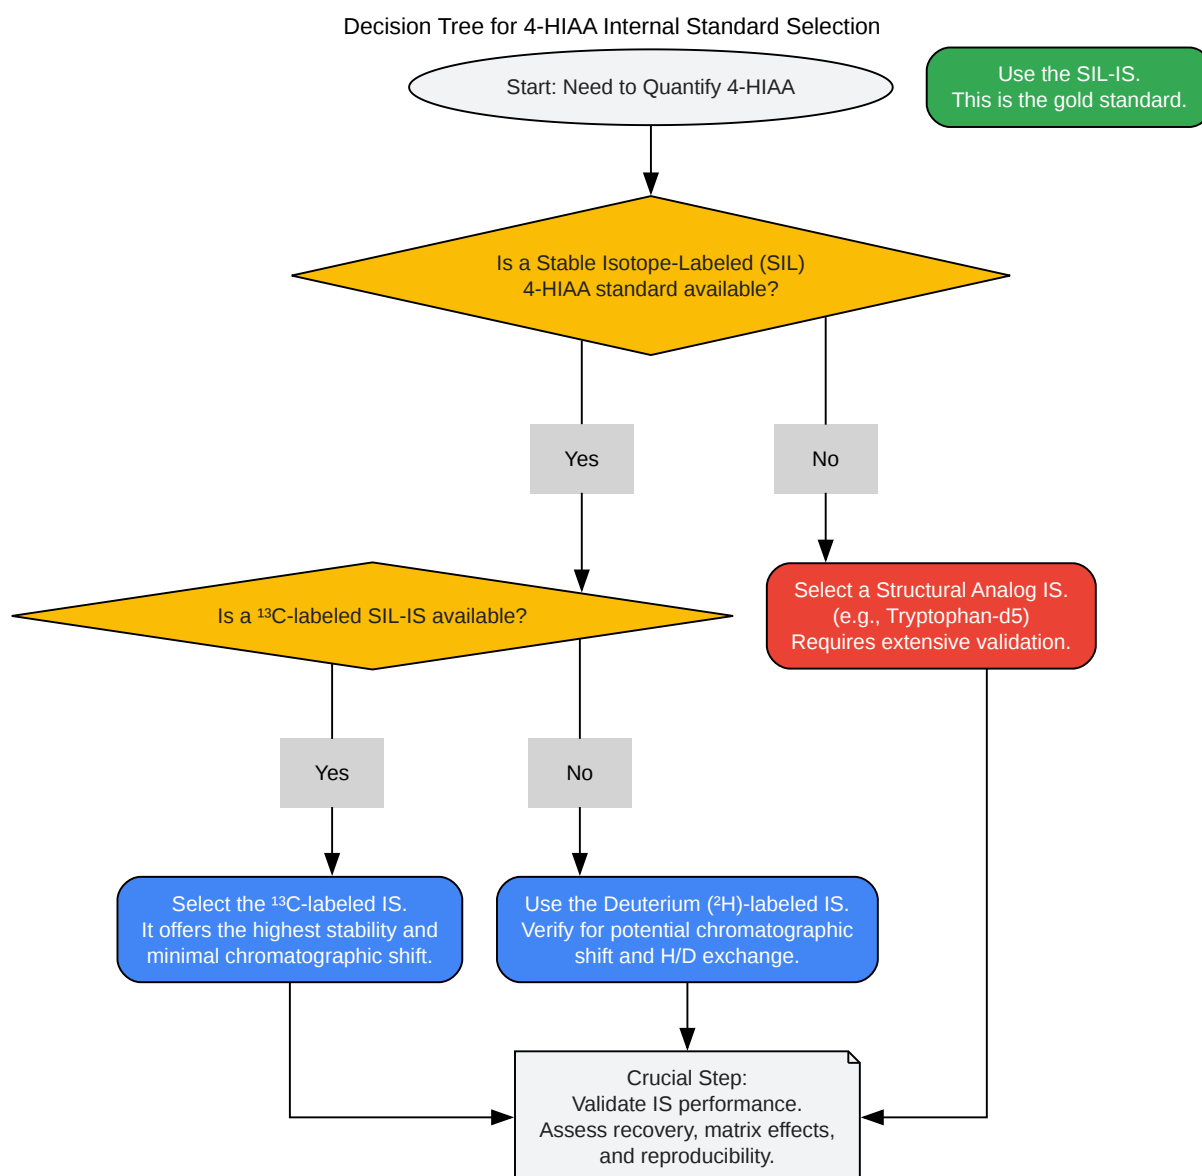 Decision Tree for 4-HIAA Internal Standard Selection
Start: Need to Quantify 4-HIAA
Use the SIL-IS.
This is the gold standard.
Is a Stable Isotope-Labeled (SIL)
4-HIAA standard available?
Yes
No
Is a ¹³C-labeled SIL-IS available?
Select a Structural Analog IS.
(e.g., Tryptophan-d5)
Requires extensive validation.
Yes
No
Select the ¹³C-labeled IS.
It offers the highest stability and
minimal chromatographic shift.
Use the Deuterium (²H)-labeled IS.
Verify for potential chromatographic
shift and H/D exchange.
Crucial Step:
Validate IS performance.
Assess recovery, matrix effects,
and reproducibility.